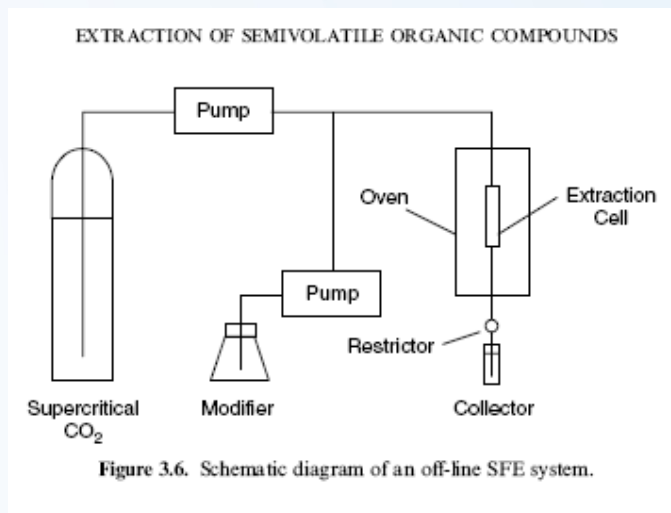 EXTRACTION OF SEMIVOLATILE ORGANIC COMPOUNDS
Pump
Oven
Extraction
Cell
Pump
Restrictor
Supercritical
CO₂
Modifier
Collector
Figure 3.6. Schematic diagram of an off-line SFE system.